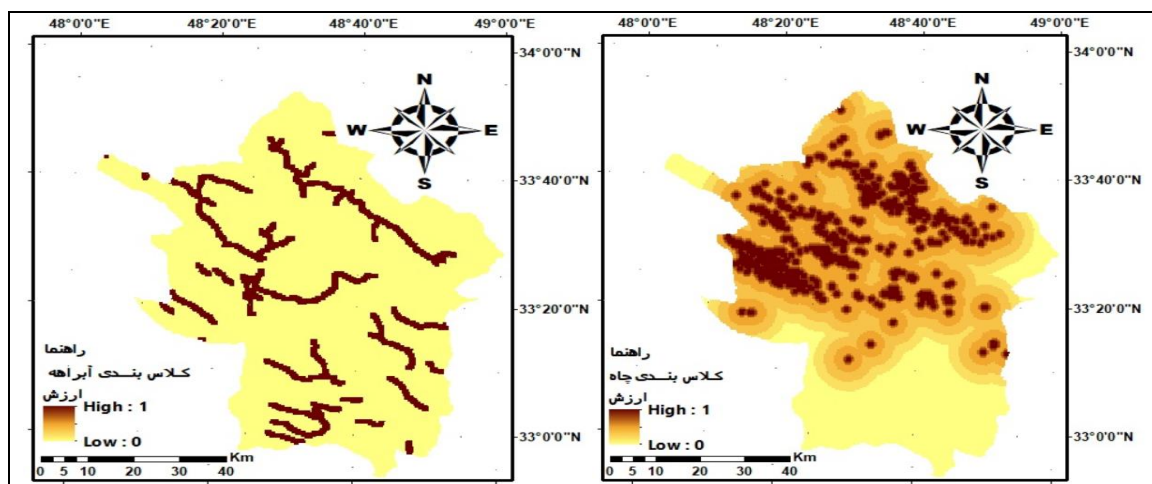 48°0'0"E 48°20'0"E 48°40'0"E 49°0'0"E
34°0'0"N
33°40'0"N
33°20'0"N
33°0'0"N
N
W E
S
راهنما
کلاس بندی آبراهه
ارزش
High : 1
Low : 0
Km
0 5 10 20 30 40
48°0'0"E 48°20'0"E 48°40'0"E 49°0'0"E
34°0'0"N
33°40'0"N
33°20'0"N
33°0'0"N
N
W E
S
راهنما
کلاس بندی چاه
ارزش
High : 1
Low : 0
Km
0 5 10 20 30 40